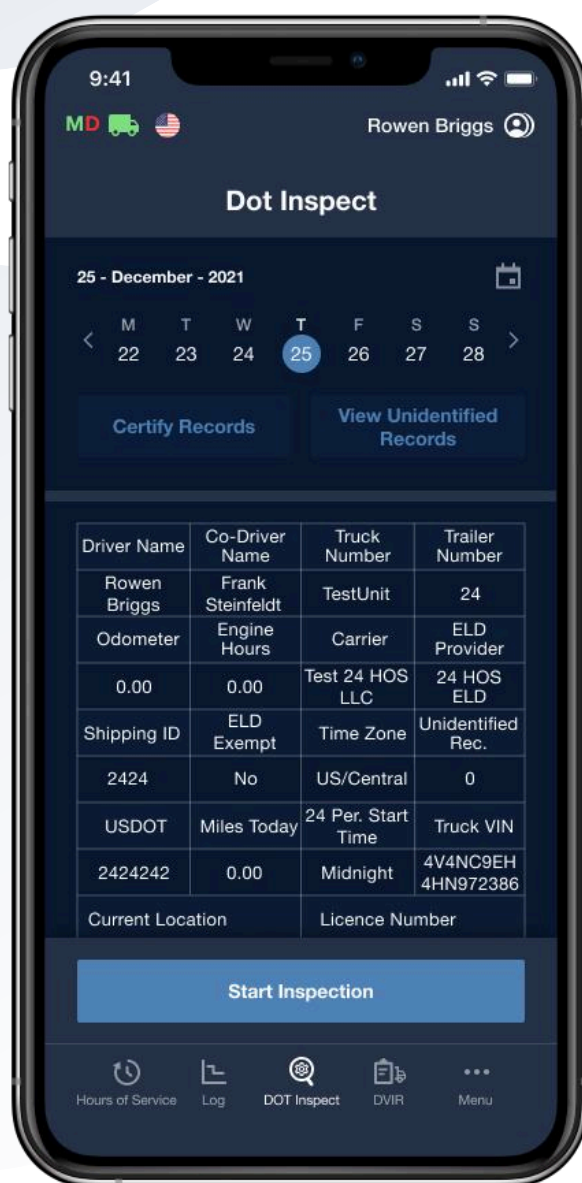 9:41
MD
Rowen Briggs
Dot Inspect
25 - December - 2021
M T W T F S S
< 22 23 24 25 26 27 28 >
Certify Records
View Unidentified
Records
Driver Name
Co-Driver
Name
Truck
Number
Trailer
Number
Rowen
Briggs
Frank
Steinfeldt
TestUnit
24
Odometer
Engine
Hours
Carrier
ELD
Provider
0.00
0.00
Test 24 HOS
LLC
24 HOS
ELD
Shipping ID
ELD
Exempt
Time Zone
Unidentified
Rec.
2424
No
US/Central
0
USDOT
Miles Today
24 Per. Start
Time
Truck VIN
2424242
0.00
Midnight
4V4NC9EH
4HN972386
Current Location
Licence Number
Start Inspection
Hours of Service
Log
DOT Inspect
DVIR
Menu